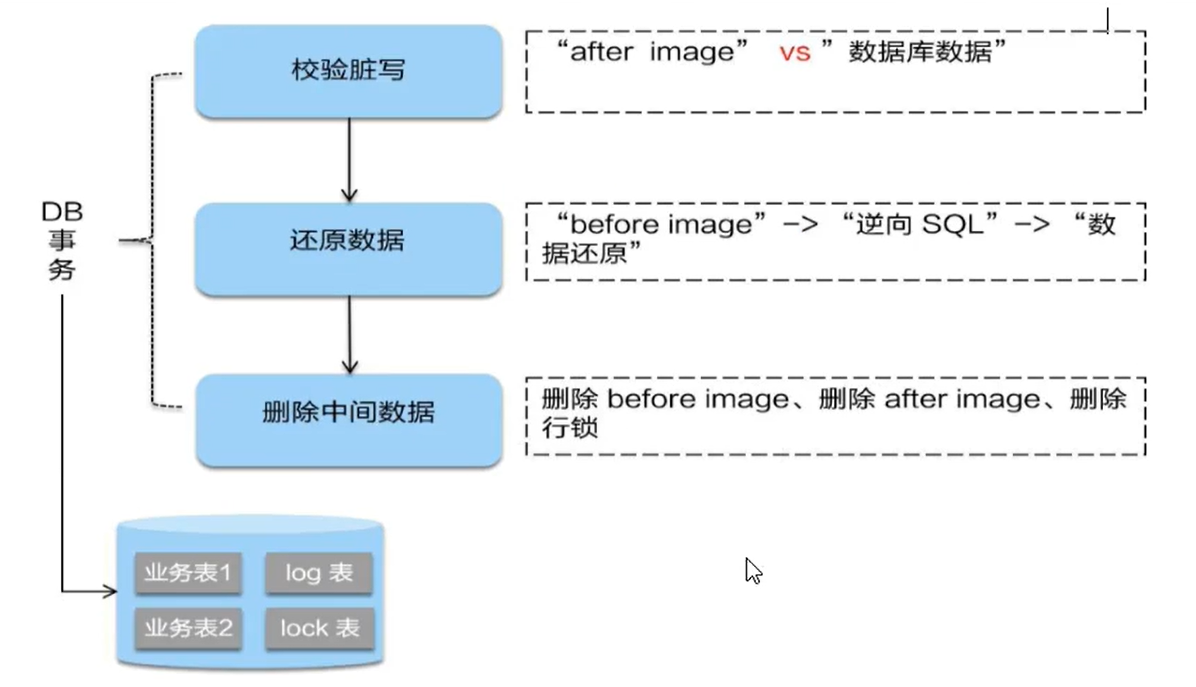 校验脏写
“after image” vs ”数据库数据”
DB
事
务
还原数据
“before image” –> “逆向 SQL” –> “数
据还原”
删除中间数据
删除 before image、删除 after image、删除
行锁
业务表1
log 表
业务表2
lock 表